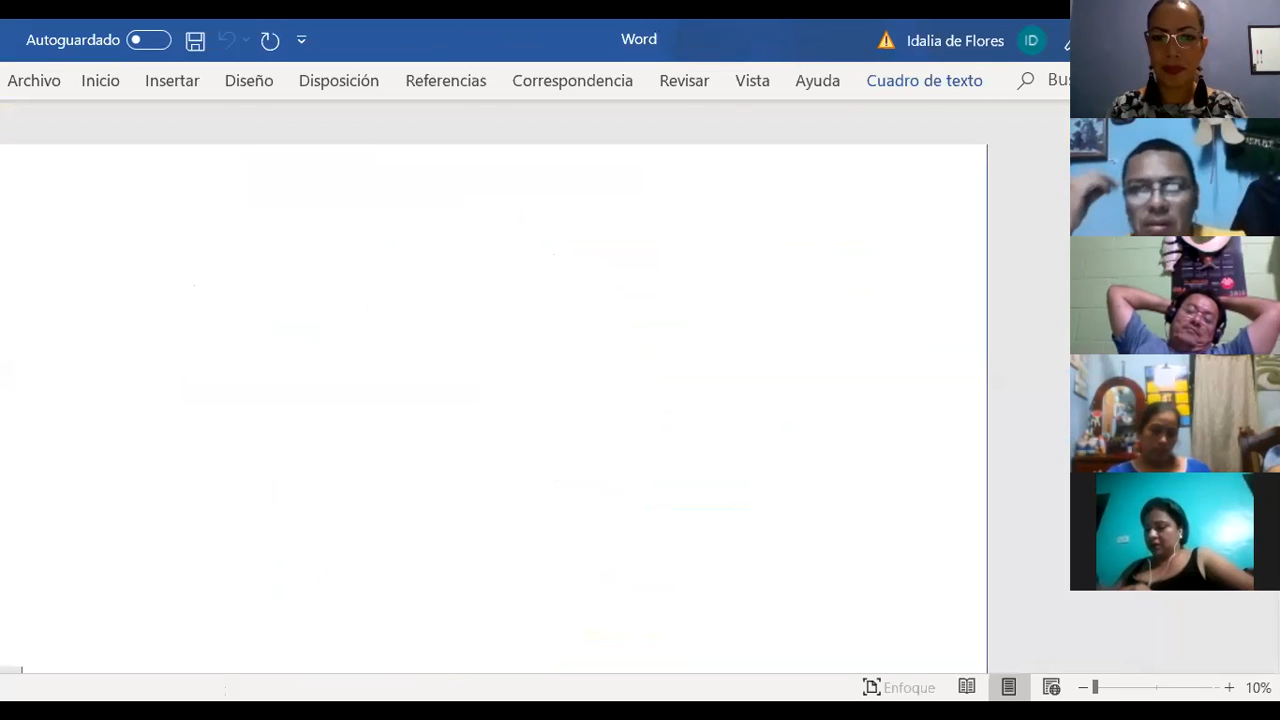 Autoguardado
Word
Idalia de Flores
ID
Archivo Inicio Insertar Diseño Disposición Referencias Correspondencia Revisar Vista Ayuda Cuadro de texto Bus
Enfoque
10%